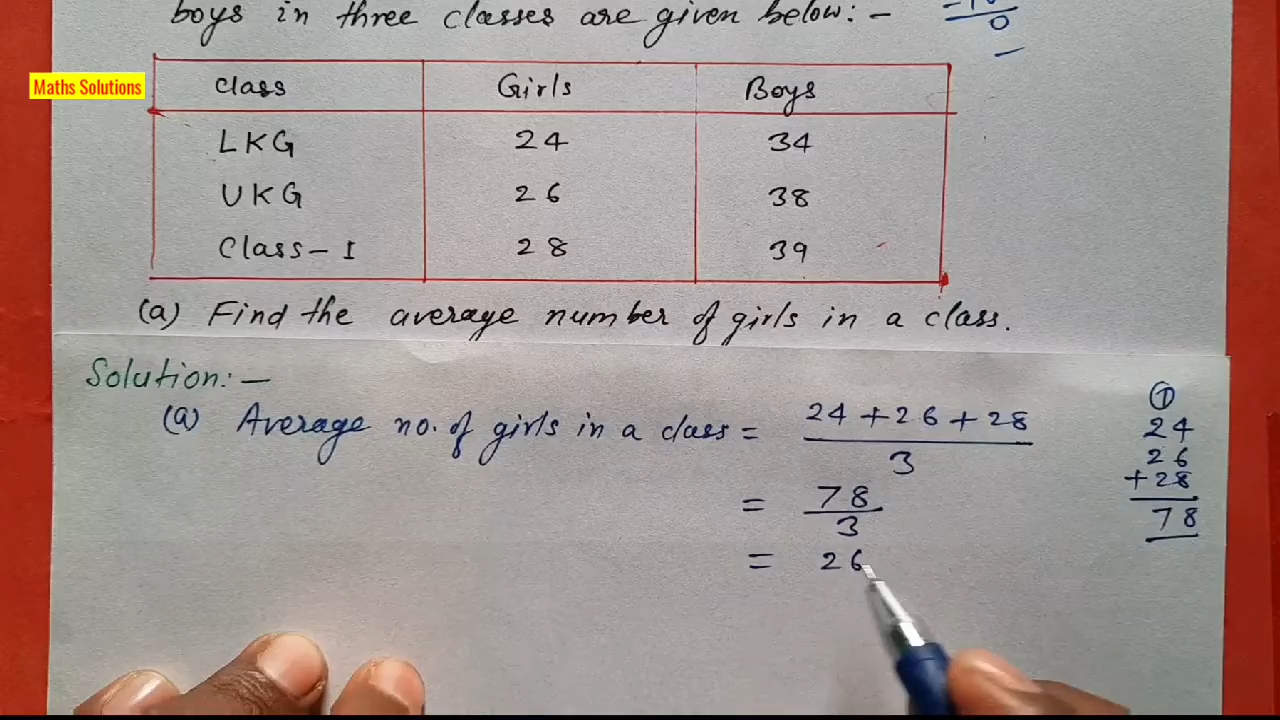 boys in three classes are given below:-
0
Maths Solutions
Class Girls Boys
LKG 24 34
UKG 26 38
Class-I 28 39
(a) Find the average number of girls in a class.
Solution:-
(a) Average no. of girls in a class = 24+26+28
3
= 78
3
= 26
1
24
26
+28
78